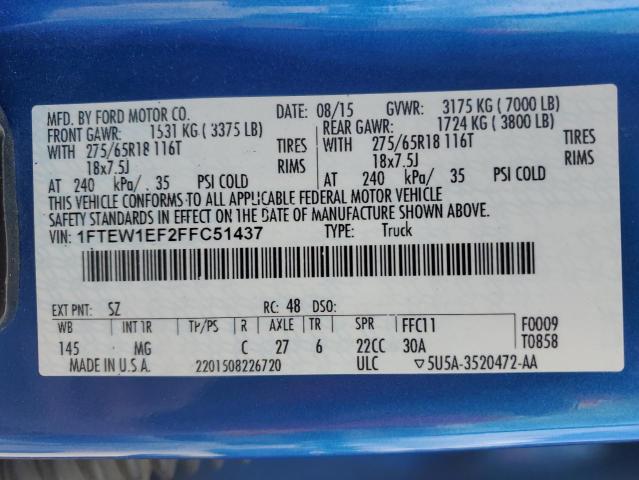 MFD. BY FORD MOTOR CO. DATE: 08/15 GVWR: 3175 KG ( 7000 LB)
FRONT GAWR: 1531 KG ( 3375 LB) REAR GAWR: 1724 KG ( 3800 LB)
WITH 275/65R18 116T TIRES WITH 275/65R18 116T TIRES
18x7.5J RIMS 18x7.5J RIMS
AT 240 kPa/ 35 PSI COLD AT 240 kPa/ 35 PSI COLD
THIS VEHICLE CONFORMS TO ALL APPLICABLE FEDERAL MOTOR VEHICLE
SAFETY STANDARDS IN EFFECT ON THE DATE OF MANUFACTURE SHOWN ABOVE.
VIN: 1FTEW1EF2FFC51437 TYPE: Truck
EXT PNT: SZ RC: 48 DSO:
WB INT TR TP/PS R AXLE TR SPR FFC11 F0009
145 MG C 27 6 22CC 30A T0858
MADE IN U.S.A. 2201508226720 ULC ▽5U5A-3520472-AA